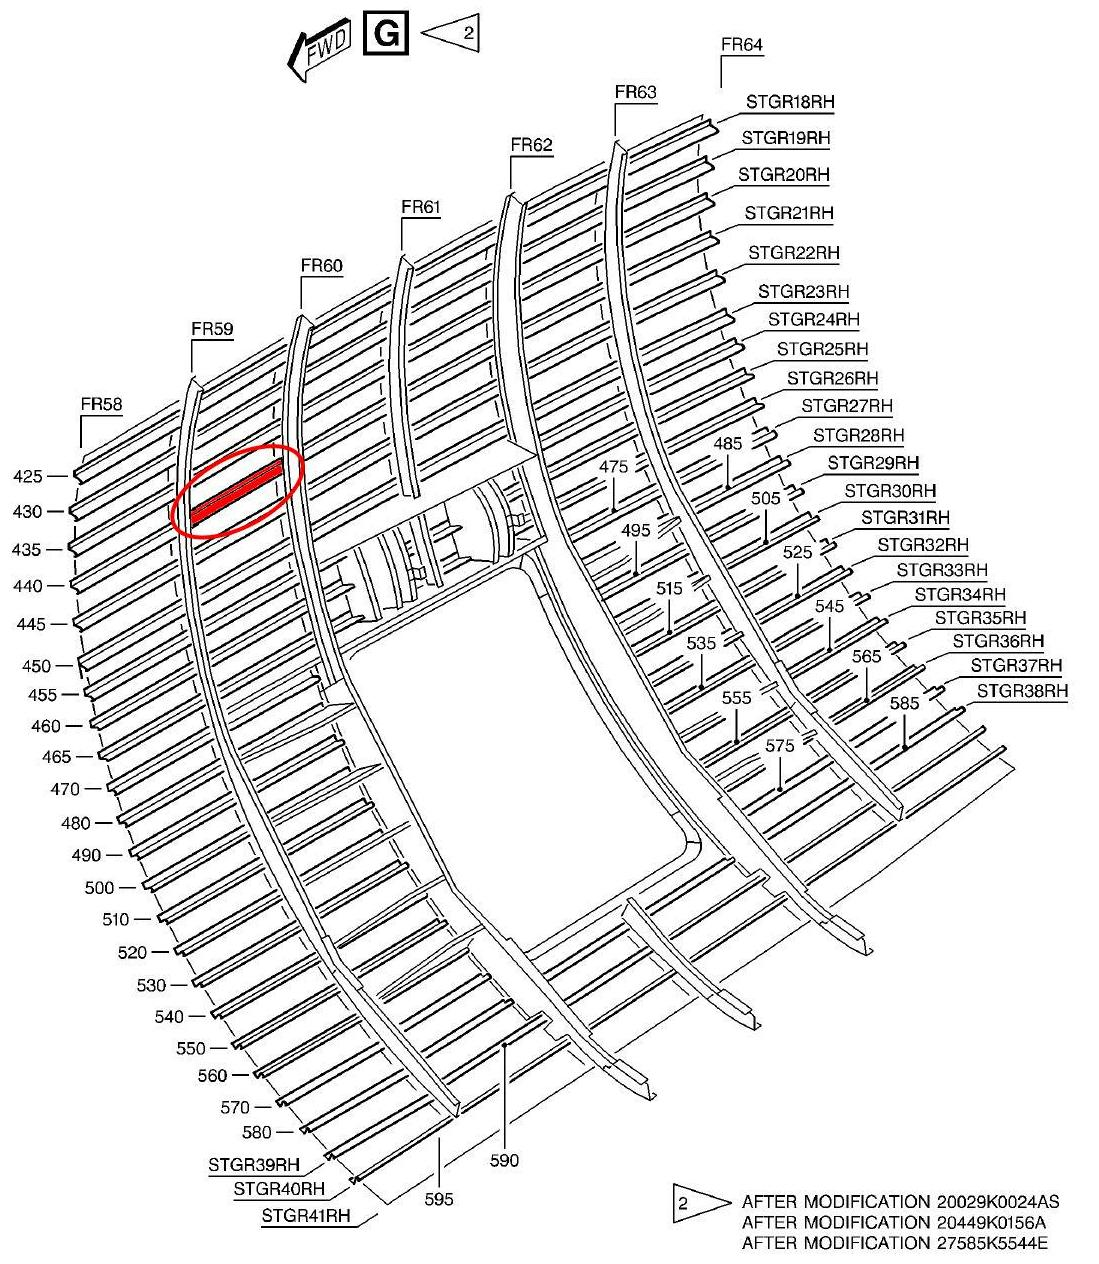 FWD
G
2
FR64
FR63
STGR18RH
FR62
STGR19RH
STGR20RH
FR61
STGR21RH
STGR22RH
FR60
STGR23RH
STGR24RH
FR59
STGR25RH
STGR26RH
FR58
STGR27RH
STGR28RH
485
STGR29RH
475
425
STGR30RH
505
430
STGR31RH
495
STGR32RH
435
525
STGR33RH
440
515
STGR34RH
545
STGR35RH
445
535
STGR36RH
565
450
STGR37RH
455
STGR38RH
555
585
460
575
465
470
480
490
500
510
520
530
540
550
560
570
580
590
STGR39RH
STGR40RH
595
STGR41RH
2
AFTER MODIFICATION 20029K0024AS
AFTER MODIFICATION 20449K0156A
AFTER MODIFICATION 27585K5544E